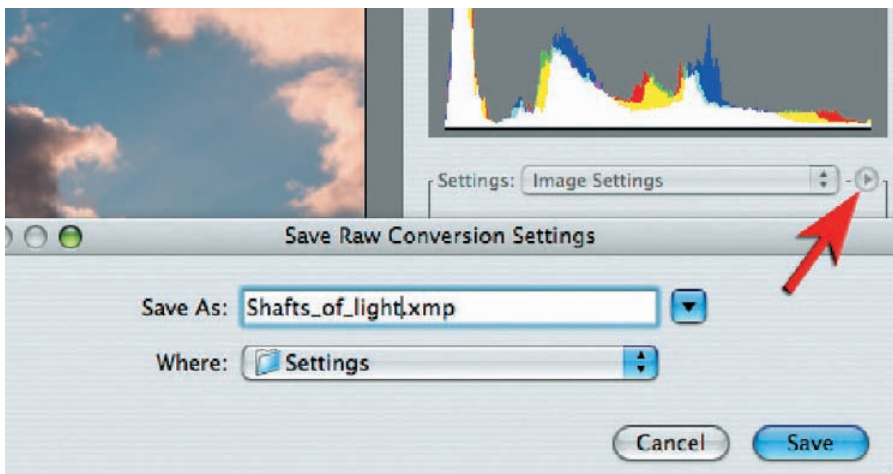 Settings: Image Settings
Save Raw Conversion Settings
Save As: Shafts_of_light.xmp
Where: Settings
Cancel Save